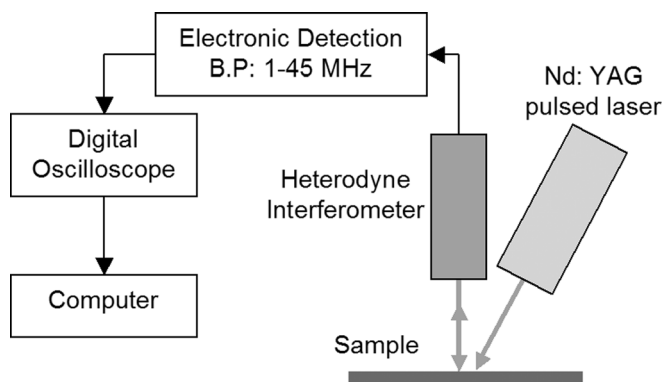 Electronic Detection
B.P: 1-45 MHz
Nd: YAG
pulsed laser
Digital
Oscilloscope
Heterodyne
Interferometer
Computer
Sample